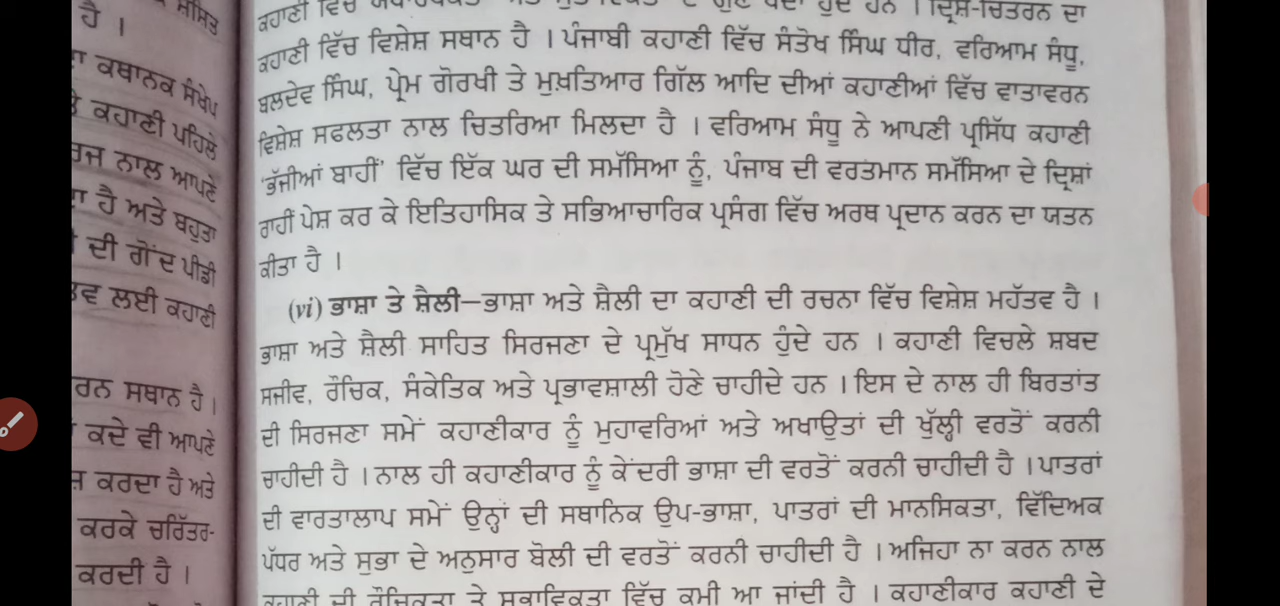 ਹੈ ।
ਕਥਾਨਕ ਸੰਖੇਪ
ਕਹਾਣੀ ਪਹਿਲੇ
ਨਾਲ ਆਪਣੇ
ਹੈ ਅਤੇ ਬਹੁਤਾ
ਦੀ ਗੋਂਦ ਪੀਡੀ
ਲਈ ਕਹਾਣੀ
ਸਥਾਨ ਹੈ ।
ਕਦੇ ਵੀ ਆਪਣੇ
ਕਰਦਾ ਹੈ ਅਤੇ
ਕਰਕੇ ਚਰਿੱਤਰ-
ਕਰਦੀ ਹੈ ।
ਕਹਾਣੀ ਵਿੱਚ ਹੁੰਦੇ ਹਨ । ਦ੍ਰਿਸ਼-ਚਿਤਰਨ ਦਾ
ਕਹਾਣੀ ਵਿੱਚ ਵਿਸ਼ੇਸ਼ ਸਥਾਨ ਹੈ । ਪੰਜਾਬੀ ਕਹਾਣੀ ਵਿੱਚ ਸੰਤੋਖ ਸਿੰਘ ਧੀਰ, ਵਰਿਆਮ ਸੰਧੂ,
ਬਲਦੇਵ ਸਿੰਘ, ਪ੍ਰੇਮ ਗੋਰਖੀ ਤੇ ਮੁਖ਼ਤਿਆਰ ਗਿੱਲ ਆਦਿ ਦੀਆਂ ਕਹਾਣੀਆਂ ਵਿੱਚ ਵਾਤਾਵਰਨ
ਵਿਸ਼ੇਸ਼ ਸਫਲਤਾ ਨਾਲ ਚਿਤਰਿਆ ਮਿਲਦਾ ਹੈ । ਵਰਿਆਮ ਸੰਧੂ ਨੇ ਆਪਣੀ ਪ੍ਰਸਿੱਧ ਕਹਾਣੀ
'ਭੱਜੀਆਂ ਬਾਹੀਂ' ਵਿੱਚ ਇੱਕ ਘਰ ਦੀ ਸਮੱਸਿਆ ਨੂੰ, ਪੰਜਾਬ ਦੀ ਵਰਤਮਾਨ ਸਮੱਸਿਆ ਦੇ ਦ੍ਰਿਸ਼ਾਂ
ਰਾਹੀਂ ਪੇਸ਼ ਕਰ ਕੇ ਇਤਿਹਾਸਿਕ ਤੇ ਸਭਿਆਚਾਰਿਕ ਪ੍ਰਸੰਗ ਵਿੱਚ ਅਰਥ ਪ੍ਰਦਾਨ ਕਰਨ ਦਾ ਯਤਨ
ਕੀਤਾ ਹੈ ।
(vi) ਭਾਸ਼ਾ ਤੇ ਸ਼ੈਲੀ—ਭਾਸ਼ਾ ਅਤੇ ਸ਼ੈਲੀ ਦਾ ਕਹਾਣੀ ਦੀ ਰਚਨਾ ਵਿੱਚ ਵਿਸ਼ੇਸ਼ ਮਹੱਤਵ ਹੈ ।
ਭਾਸ਼ਾ ਅਤੇ ਸ਼ੈਲੀ ਸਾਹਿਤ ਸਿਰਜਣਾ ਦੇ ਪ੍ਰਮੁੱਖ ਸਾਧਨ ਹੁੰਦੇ ਹਨ । ਕਹਾਣੀ ਵਿਚਲੇ ਸ਼ਬਦ
ਸਜੀਵ, ਰੌਚਿਕ, ਸੰਕੇਤਿਕ ਅਤੇ ਪ੍ਰਭਾਵਸ਼ਾਲੀ ਹੋਣੇ ਚਾਹੀਦੇ ਹਨ । ਇਸ ਦੇ ਨਾਲ ਹੀ ਬਿਰਤਾਂਤ
ਦੀ ਸਿਰਜਣਾ ਸਮੇਂ ਕਹਾਣੀਕਾਰ ਨੂੰ ਮੁਹਾਵਰਿਆਂ ਅਤੇ ਅਖਾਉਤਾਂ ਦੀ ਖੁੱਲ੍ਹੀ ਵਰਤੋਂ ਕਰਨੀ
ਚਾਹੀਦੀ ਹੈ । ਨਾਲ ਹੀ ਕਹਾਣੀਕਾਰ ਨੂੰ ਕੇਂਦਰੀ ਭਾਸ਼ਾ ਦੀ ਵਰਤੋਂ ਕਰਨੀ ਚਾਹੀਦੀ ਹੈ । ਪਾਤਰਾਂ
ਦੀ ਵਾਰਤਾਲਾਪ ਸਮੇਂ ਉਨ੍ਹਾਂ ਦੀ ਸਥਾਨਿਕ ਉਪ-ਭਾਸ਼ਾ, ਪਾਤਰਾਂ ਦੀ ਮਾਨਸਿਕਤਾ, ਵਿੱਦਿਅਕ
ਪੱਧਰ ਅਤੇ ਸੁਭਾ ਦੇ ਅਨੁਸਾਰ ਬੋਲੀ ਦੀ ਵਰਤੋਂ ਕਰਨੀ ਚਾਹੀਦੀ ਹੈ । ਅਜਿਹਾ ਨਾ ਕਰਨ ਨਾਲ
ਕਹਾਣੀ ਦੀ ਰੌਚਿਕਤਾ ਤੇ ਸੁਭਾਵਿਕਤਾ ਵਿੱਚ ਕਮੀ ਆ ਜਾਂਦੀ ਹੈ । ਕਹਾਣੀਕਾਰ ਕਹਾਣੀ ਦੇ